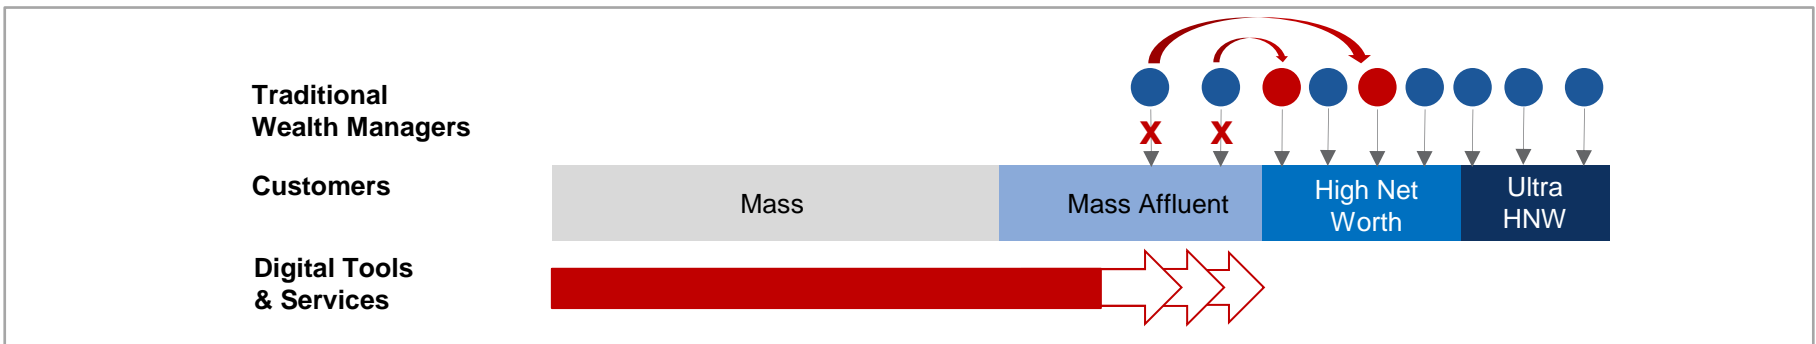 Traditional
Wealth Managers
X X
Customers
Mass
Mass Affluent
High Net
Worth
Ultra
HNW
Digital Tools
& Services